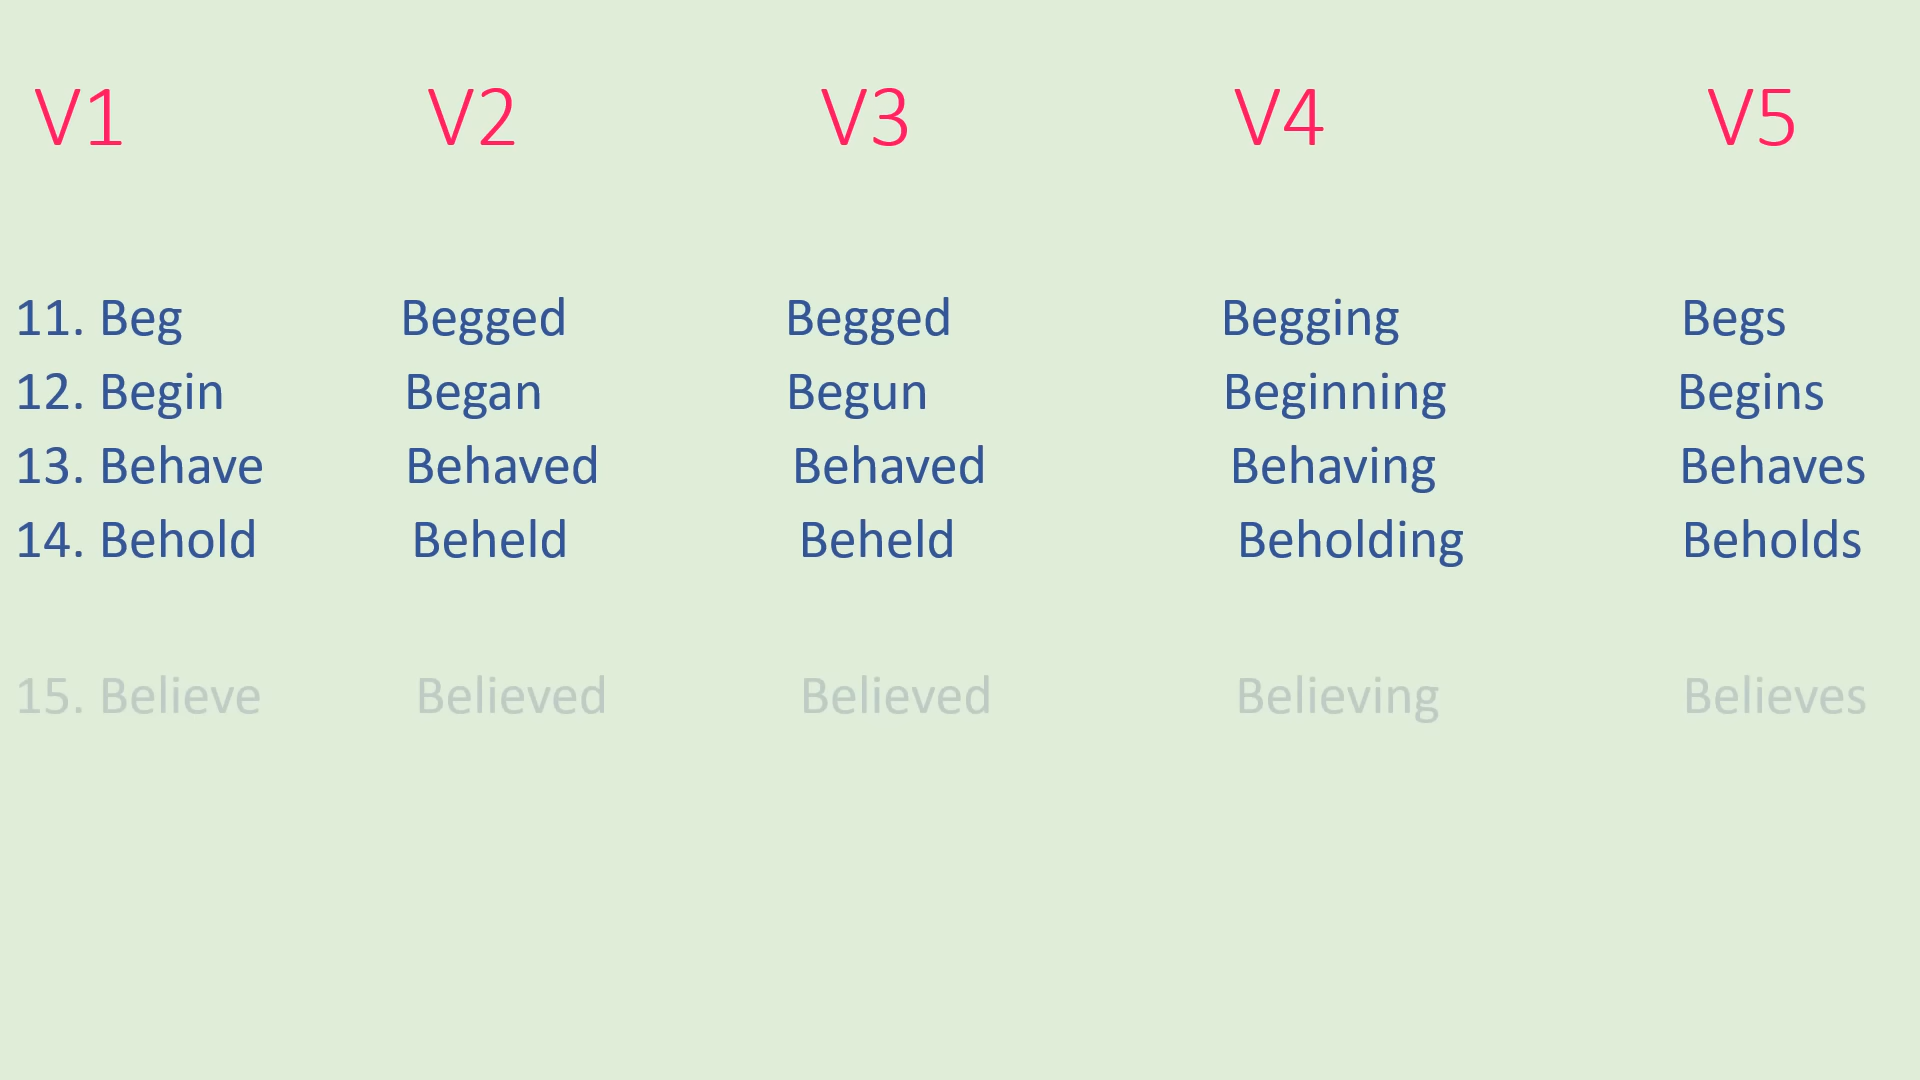 V1 V2 V3 V4 V5
11. Beg Begged Begged Begging Begs
12. Begin Began Begun Beginning Begins
13. Behave Behaved Behaved Behaving Behaves
14. Behold Beheld Beheld Beholding Beholds
15. Believe Believed Believed Believing Believes